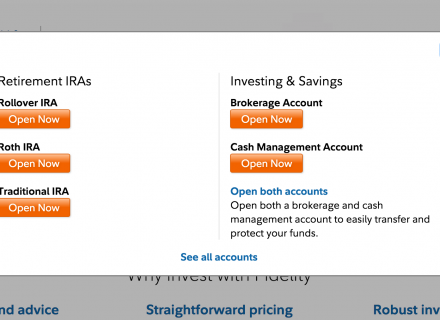 Retirement IRAs
Rollover IRA
Open Now
Roth IRA
Open Now
Traditional IRA
Open Now
Investing & Savings
Brokerage Account
Open Now
Cash Management Account
Open Now
Open both accounts
Open both a brokerage and cash
management account to easily transfer and
protect your funds.
See all accounts
Why invest with Fidelity
advice
Straightforward pricing
Robust